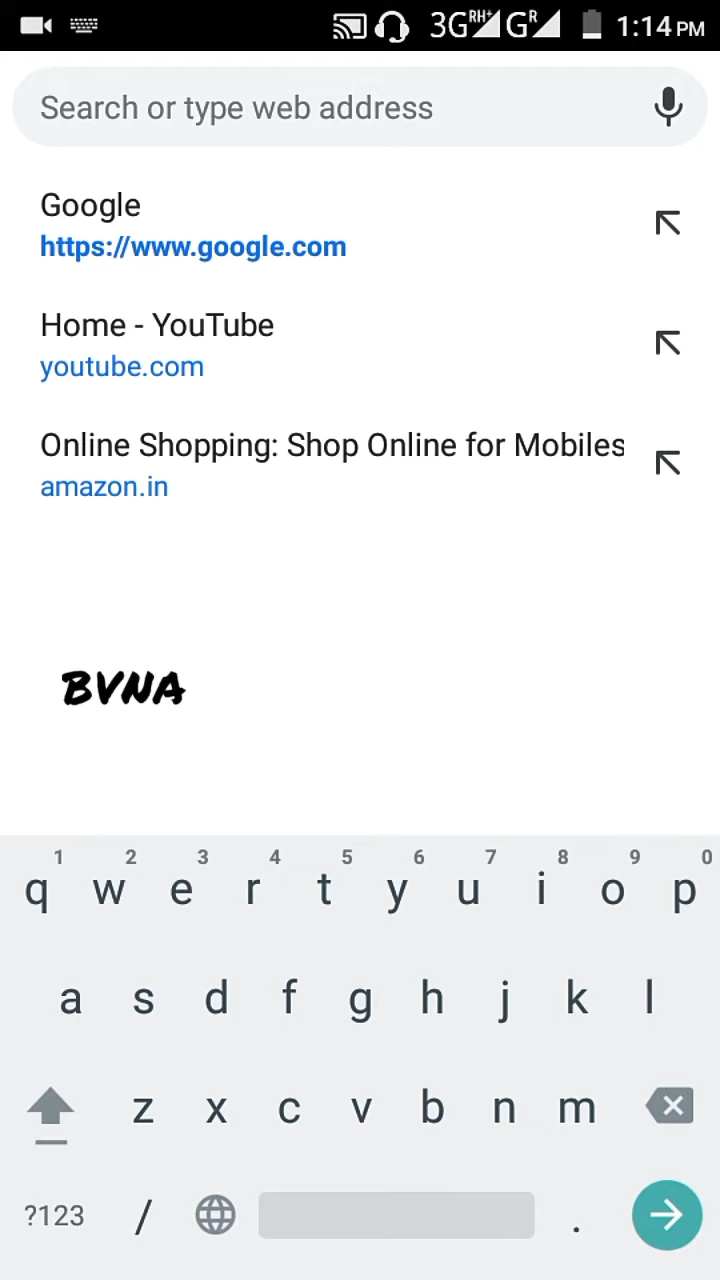 3G RH+ G R 1:14 PM
Search or type web address
Google
https://www.google.com
Home - YouTube
youtube.com
Online Shopping: Shop Online for Mobiles
amazon.in
BVNA
1 2 3 4 5 6 7 8 9 0
q w e r t y u i o p
a s d f g h j k l
z x c v b n m
?123 / .